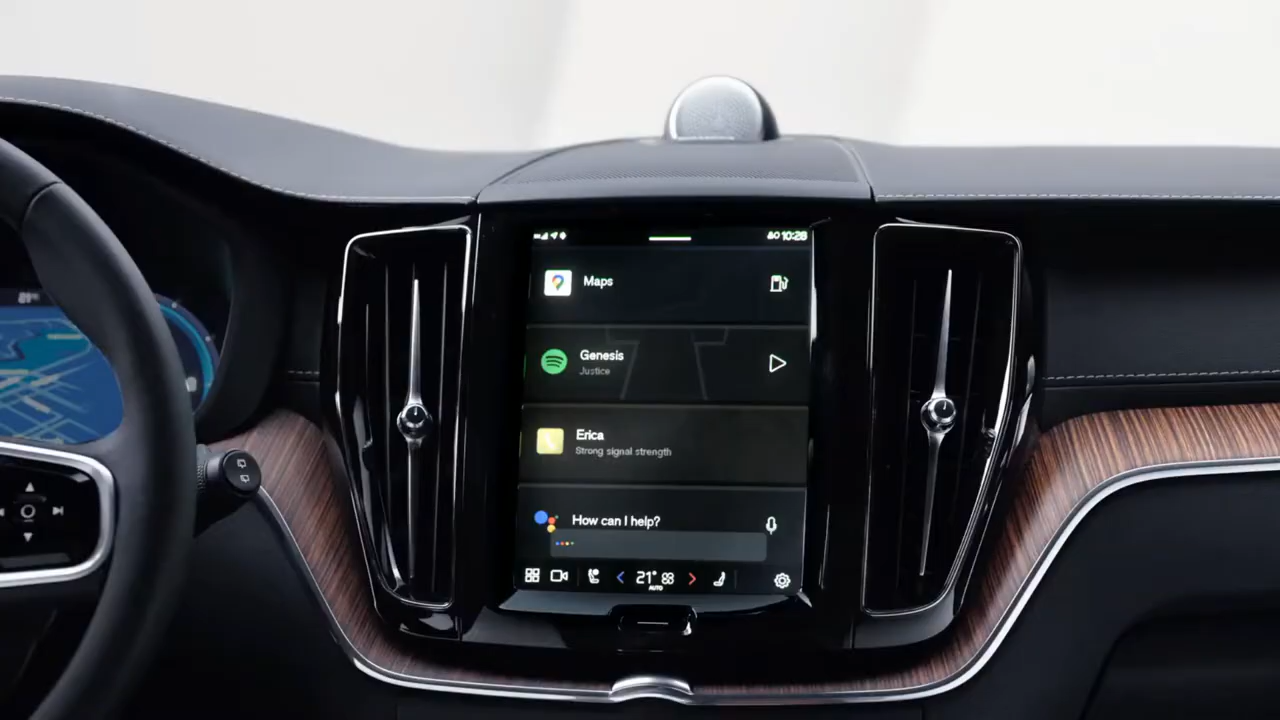 10:28
Maps
Genesis
Justice
Erica
Strong signal strength
How can I help?
21°
AUTO